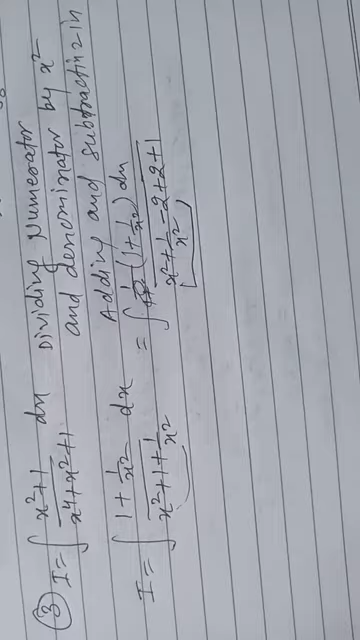 ③ I = ∫ x²+1 / x⁴+x²+1 dx Dividing Numerator
and denominator by x²
I = ∫ 1+1/x² / x²+1+1/x² dx Adding and subtracting 2 in
= ∫ (1+1/x²) dx / x²+1/x²-2+2+1